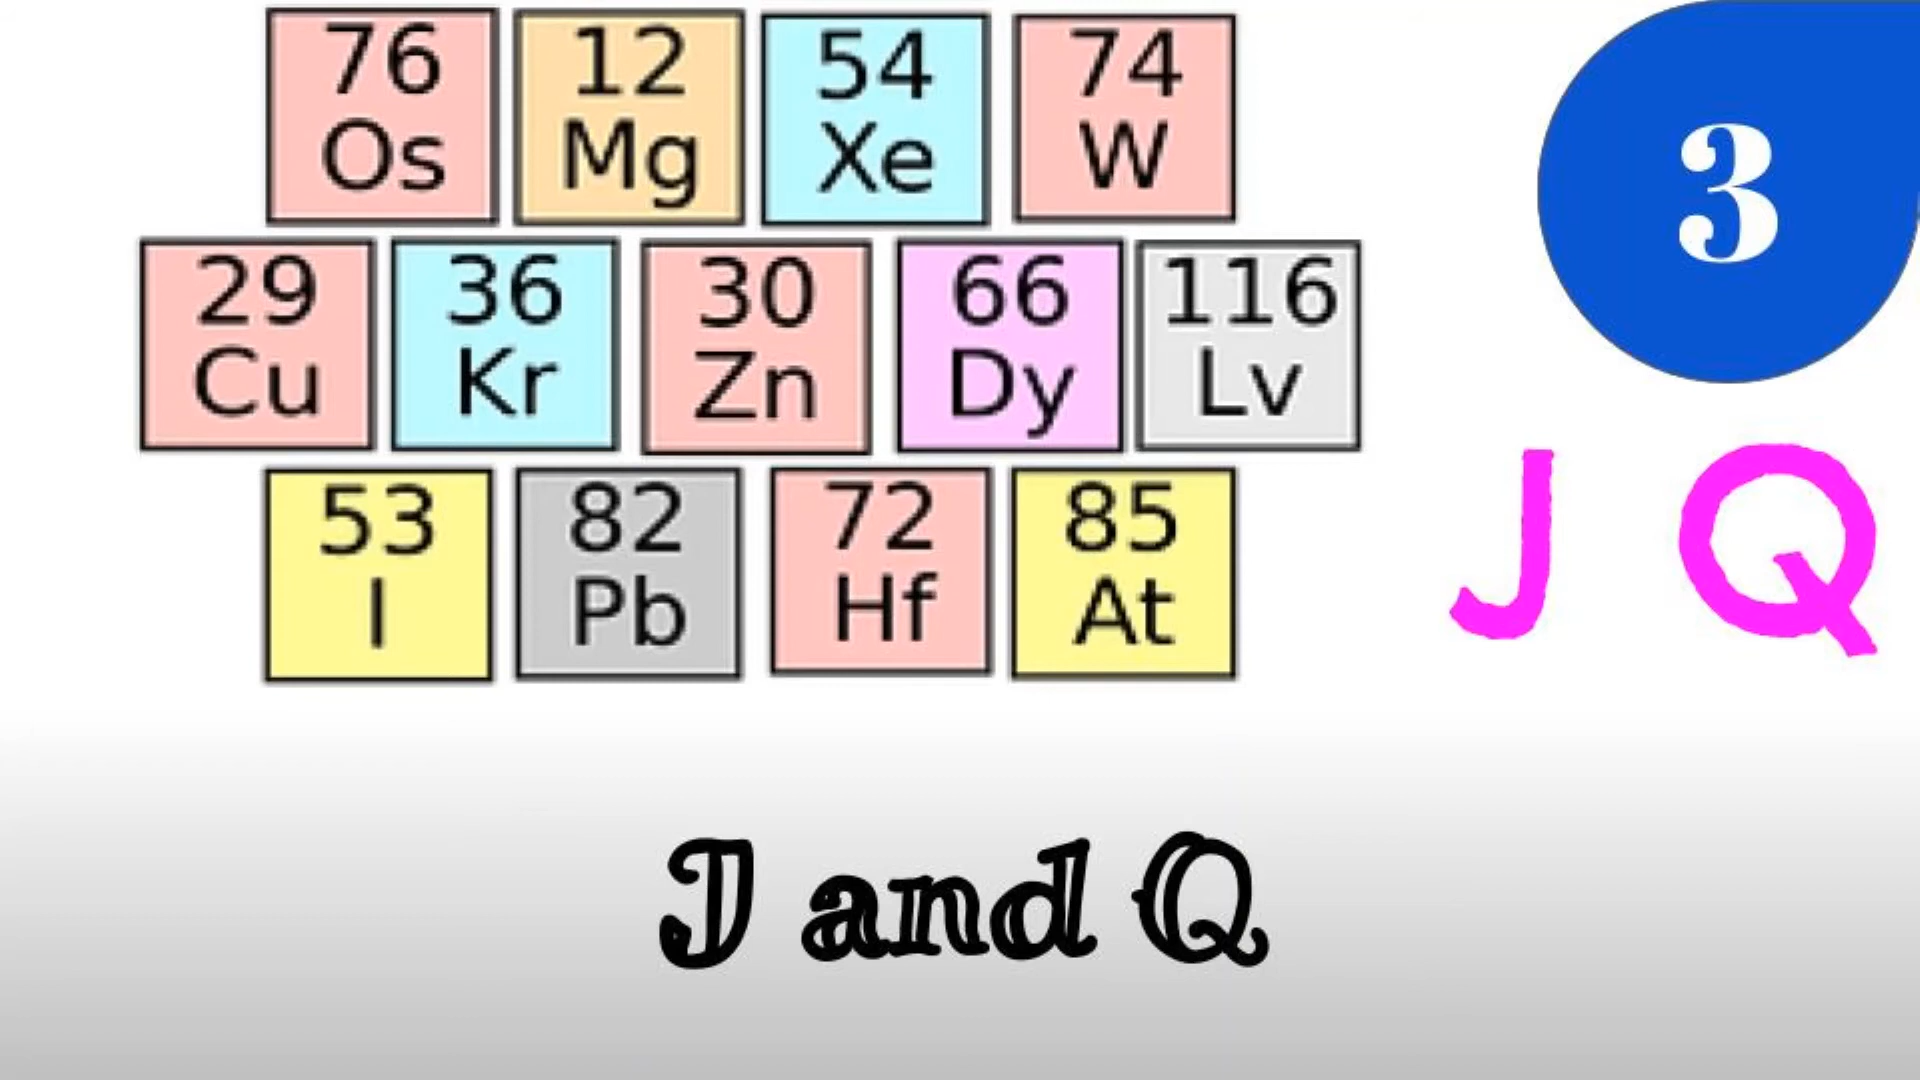 76 12 54 74
Os Mg Xe W
3
29 36 30 66 116
Cu Kr Zn Dy Lv
53 82 72 85
I Pb Hf At
J Q
J and Q